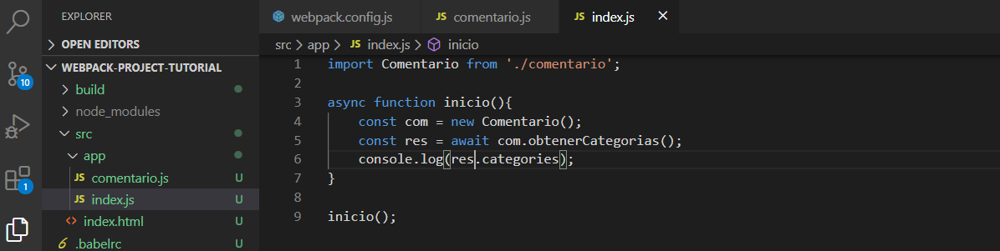 EXPLORER
OPEN EDITORS
WEBPACK-PROJECT-TUTORIAL
build
node_modules
src
app
JS comentario.js U
JS index.js U
<> index.html U
.babelrc
10
1
webpack.config.js JS comentario.js JS index.js ×
src > app > JS index.js > inicio
1 import Comentario from './comentario';
2
3 async function inicio(){
4 const com = new Comentario();
5 const res = await com.obtenerCategorias();
6 console.log(res.categories);
7 }
8
9 inicio();